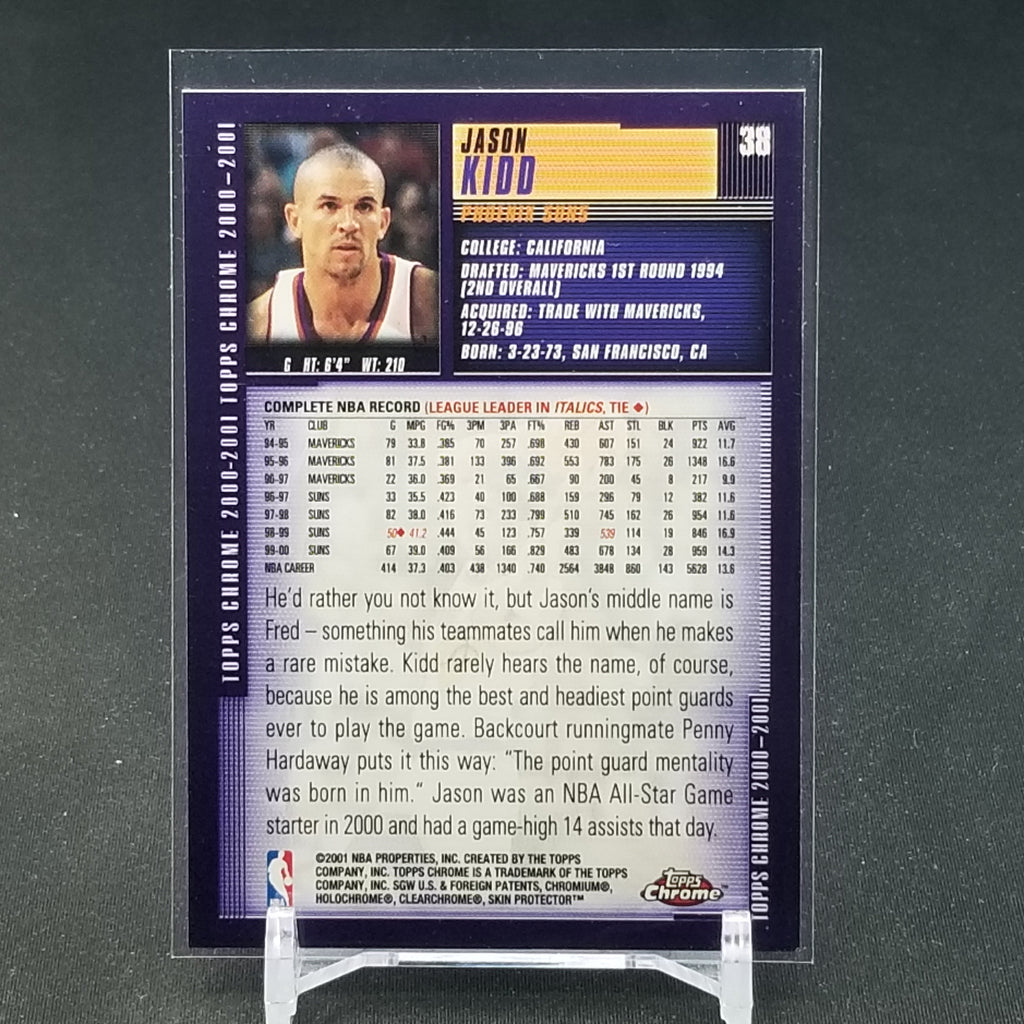 TOPPS CHROME 2000-2001 TOPPS CHROME 2000-2001
JASON
KIDD
38
PHOENIX SUNS
COLLEGE: CALIFORNIA
DRAFTED: MAVERICKS 1ST ROUND 1994
(2ND OVERALL)
ACQUIRED: TRADE WITH MAVERICKS,
12-26-96
BORN: 3-23-73, SAN FRANCISCO, CA
G HT: 6'4" WT: 210
COMPLETE NBA RECORD (LEAGUE LEADER IN ITALICS, TIE ◆)
YR CLUB G MPG FG% 3PM 3PA FT% REB AST STL BLK PTS AVG
94-95 MAVERICKS 79 33.8 .385 70 257 .698 430 607 151 24 922 11.7
95-96 MAVERICKS 81 37.5 .381 133 396 .692 553 783 175 26 1348 16.6
96-97 MAVERICKS 22 36.0 .369 21 65 .667 90 200 45 8 217 9.9
96-97 SUNS 33 35.5 .423 40 100 .688 159 296 79 12 382 11.6
97-98 SUNS 82 38.0 .416 73 233 .799 510 745 162 26 954 11.6
98-99 SUNS 50◆ 41.2 .444 45 123 .757 339 539 114 19 846 16.9
99-00 SUNS 67 39.0 .409 56 166 .829 483 678 134 28 959 14.3
NBA CAREER 414 37.3 .403 438 1340 .740 2564 3848 860 143 5628 13.6
He'd rather you not know it, but Jason's middle name is
Fred – something his teammates call him when he makes
a rare mistake. Kidd rarely hears the name, of course,
because he is among the best and headiest point guards
ever to play the game. Backcourt runningmate Penny
Hardaway puts it this way: "The point guard mentality
was born in him." Jason was an NBA All-Star Game
starter in 2000 and had a game-high 14 assists that day.
©2001 NBA PROPERTIES, INC. CREATED BY THE TOPPS
COMPANY, INC. TOPPS CHROME IS A TRADEMARK OF THE TOPPS
COMPANY, INC. SGW U.S. & FOREIGN PATENTS, CHROMIUM®,
HOLOCHROME®, CLEARCHROME®, SKIN PROTECTOR™
NBA
Topps
Chrome™
TOPPS CHROME 2000-2001